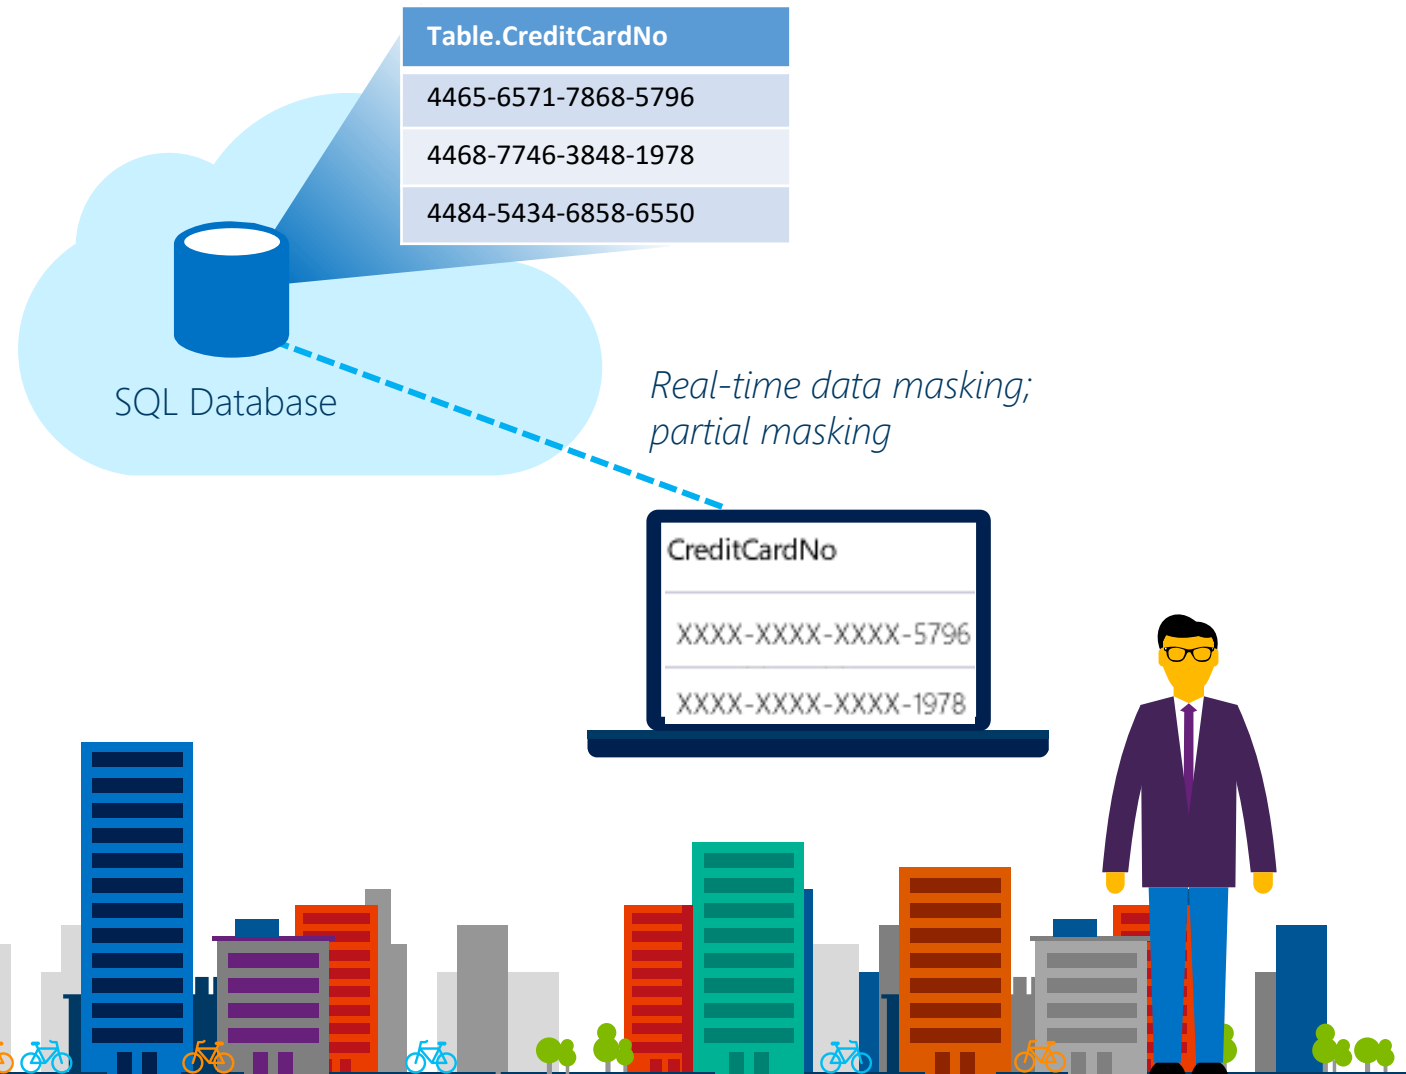 Table.CreditCardNo
4465-6571-7868-5796
4468-7746-3848-1978
4484-5434-6858-6550
SQL Database
Real-time data masking;
partial masking
CreditCardNo
XXXX-XXXX-XXXX-5796
XXXX-XXXX-XXXX-1978